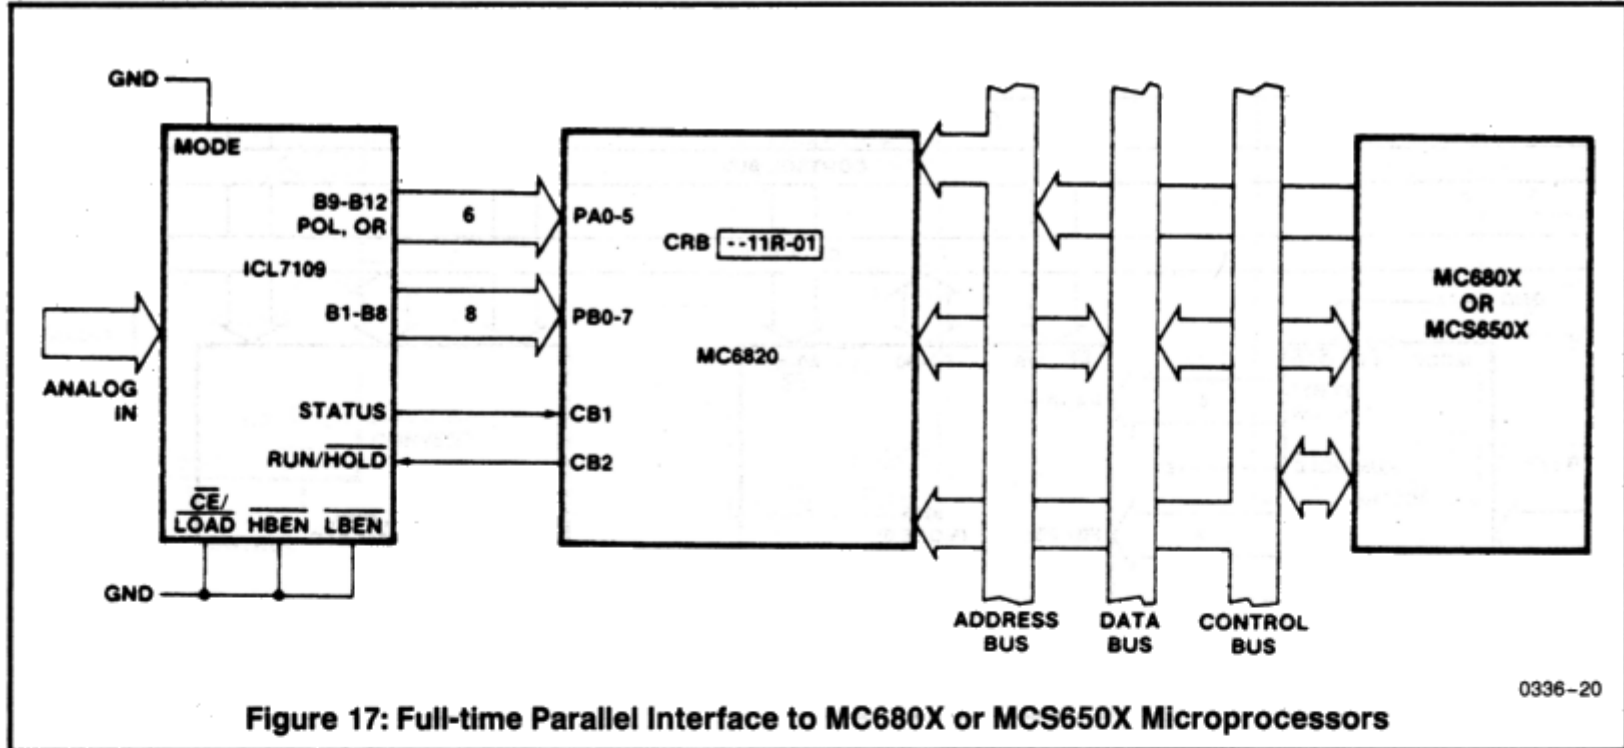 GND
MODE
B9-B12
POL, OR
6
PA0-5
CRB --11R-01
ICL7109
B1-B8
8
PB0-7
MC6820
MC680X
OR
MCS650X
ANALOG
IN
STATUS
CB1
RUN/HOLD
CB2
CE/
LOAD HBEN LBEN
GND
ADDRESS
BUS
DATA
BUS
CONTROL
BUS
0336-20
Figure 17: Full-time Parallel Interface to MC680X or MCS650X Microprocessors